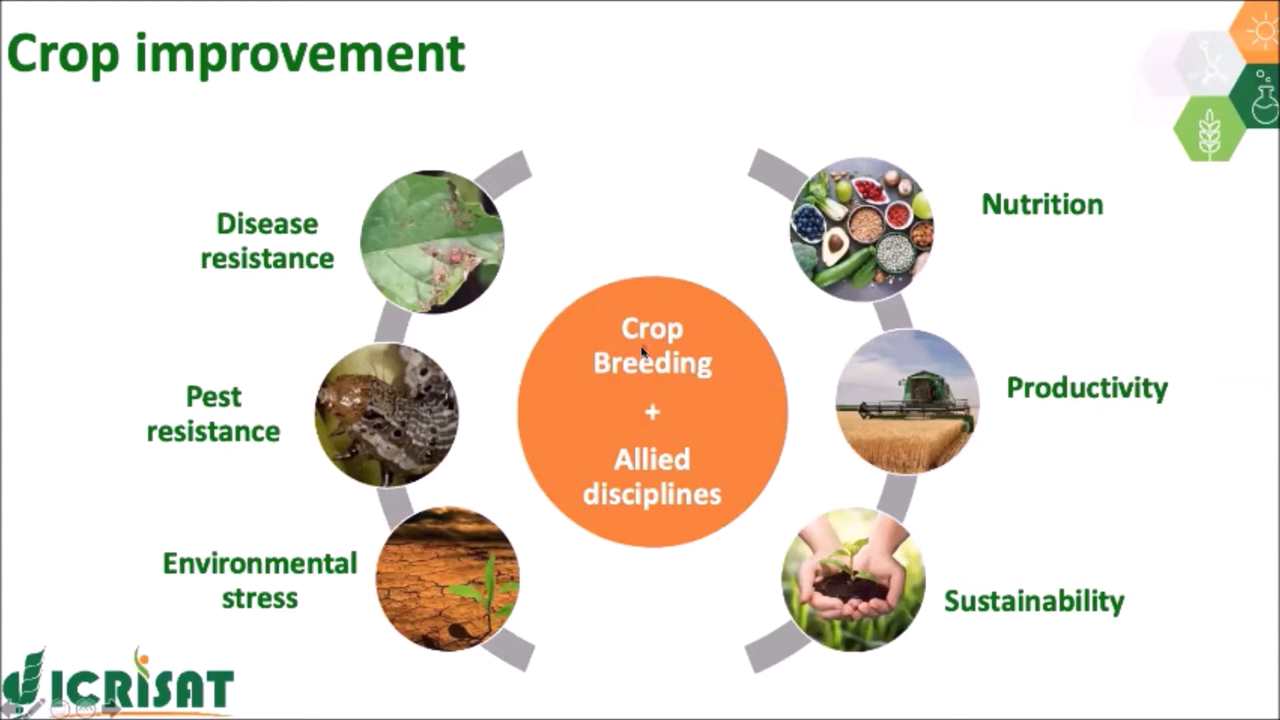 Crop improvement
Disease
resistance
Pest
resistance
Environmental
stress
Crop
Breeding
+
Allied
disciplines
Nutrition
Productivity
Sustainability
ICRISAT